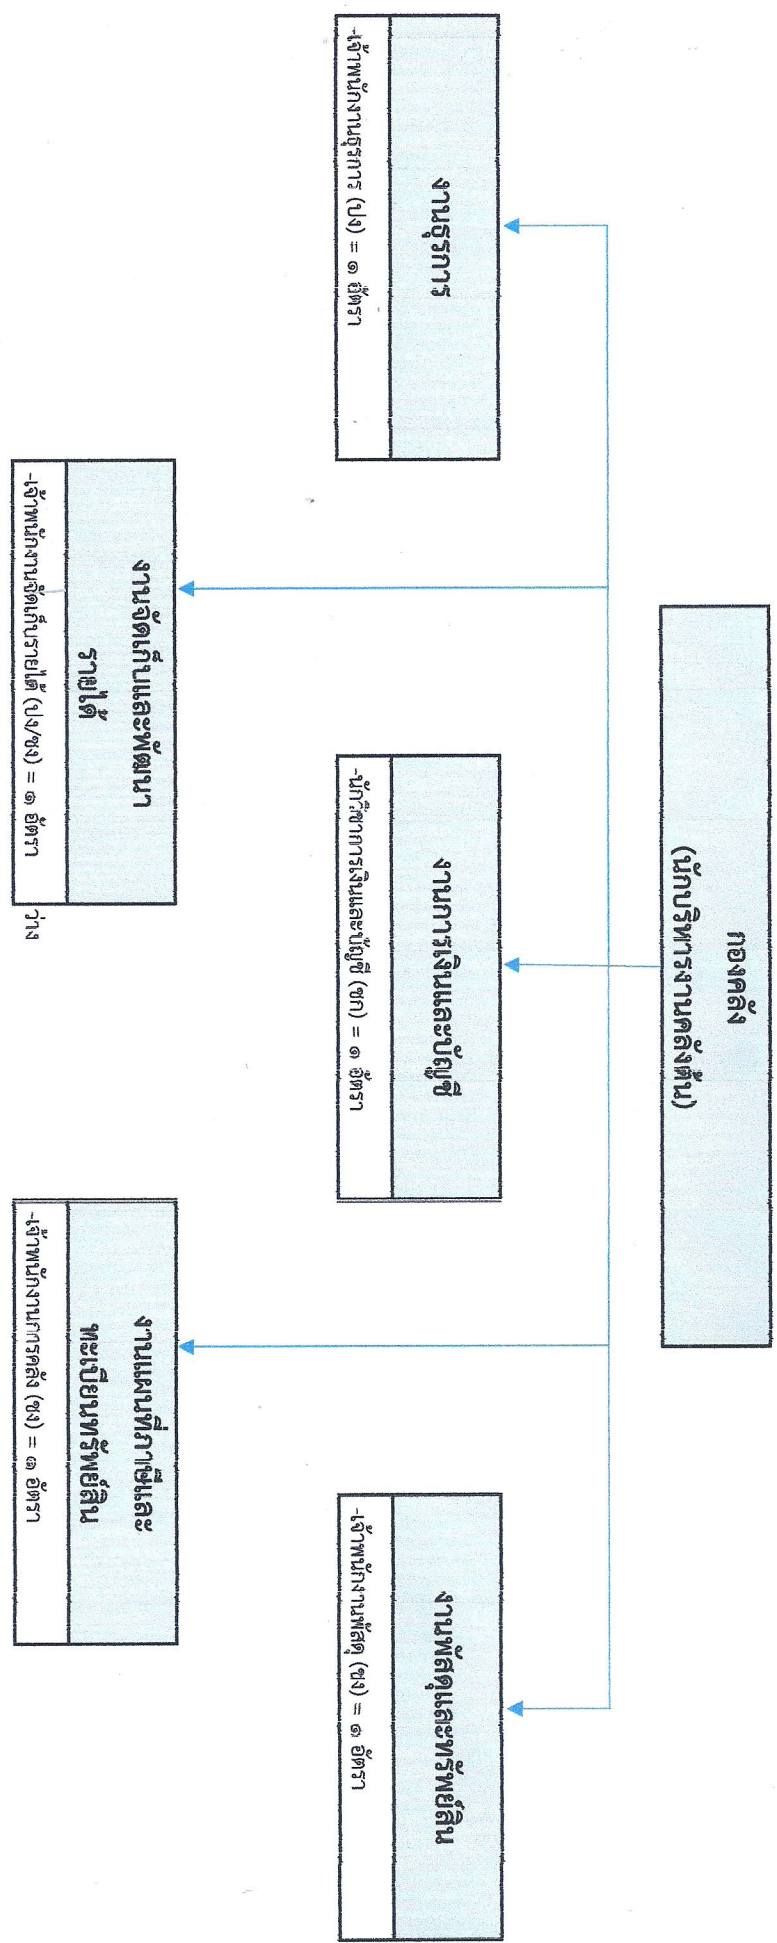 กองคลัง
(นักบริหารงานคลังต้น)
งานธุรการ
-เจ้าพนักงานธุรการ (ปง) = ๑ อัตรา
งานการเงินและบัญชี
-นักวิชาการเงินและบัญชี (ชก) = ๑ อัตรา
งานพัสดุและทรัพย์สิน
-เจ้าพนักงานพัสดุ (ชง) = ๑ อัตรา
งานจัดเก็บและพัฒนา
รายได้
-เจ้าพนักงานจัดเก็บรายได้ (ปง/ชง) = ๑ อัตรา
ว่าง
งานแผนที่ภาษีและ
ทะเบียนทรัพย์สิน
-เจ้าพนักงานการคลัง (ชง) = ๑ อัตรา